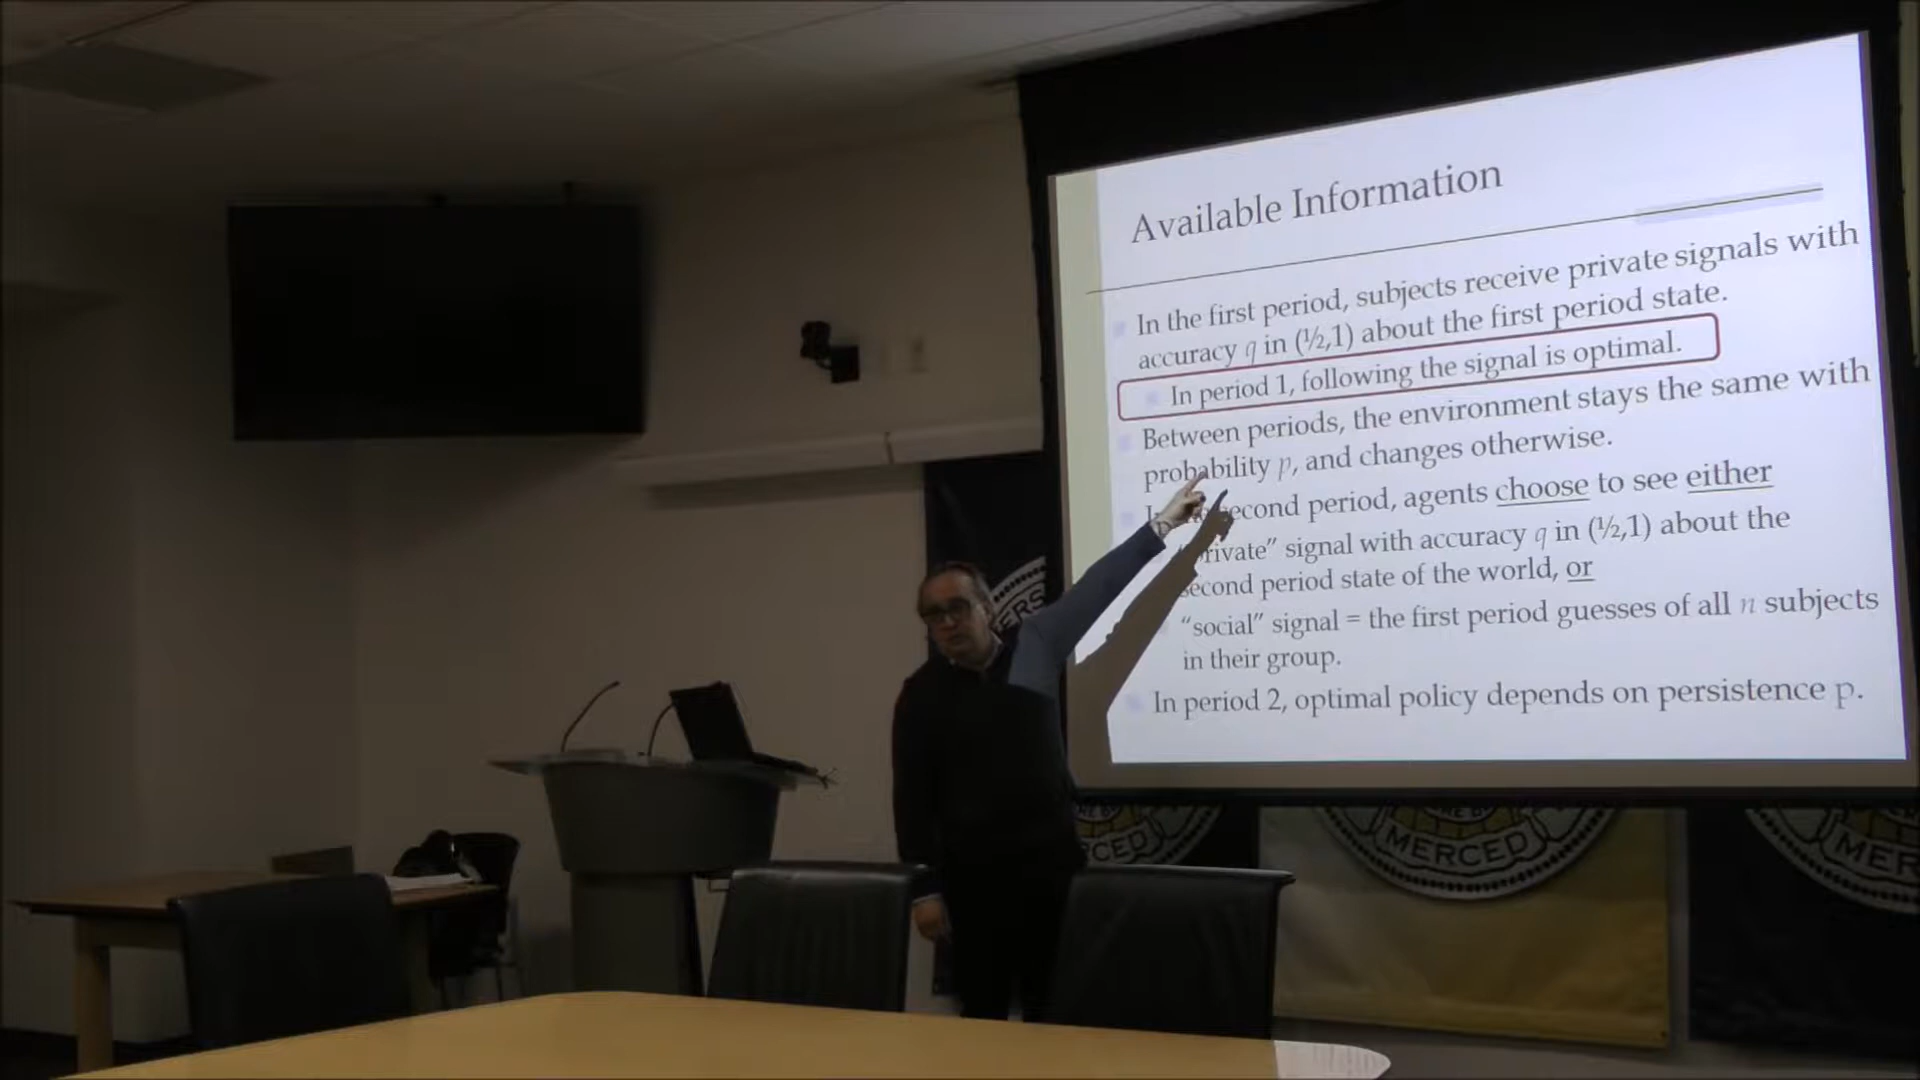 Available Information
In the first period, subjects receive private signals with
accuracy q in (½,1) about the first period state.
In period 1, following the signal is optimal.
Between periods, the environment stays the same with
probability p, and changes otherwise.
second period, agents choose to see either
"private" signal with accuracy q in (½,1) about the
second period state of the world, or
"social" signal = the first period guesses of all n subjects
in their group.
In period 2, optimal policy depends on persistence p.
ERS
CED
MERCED
MER